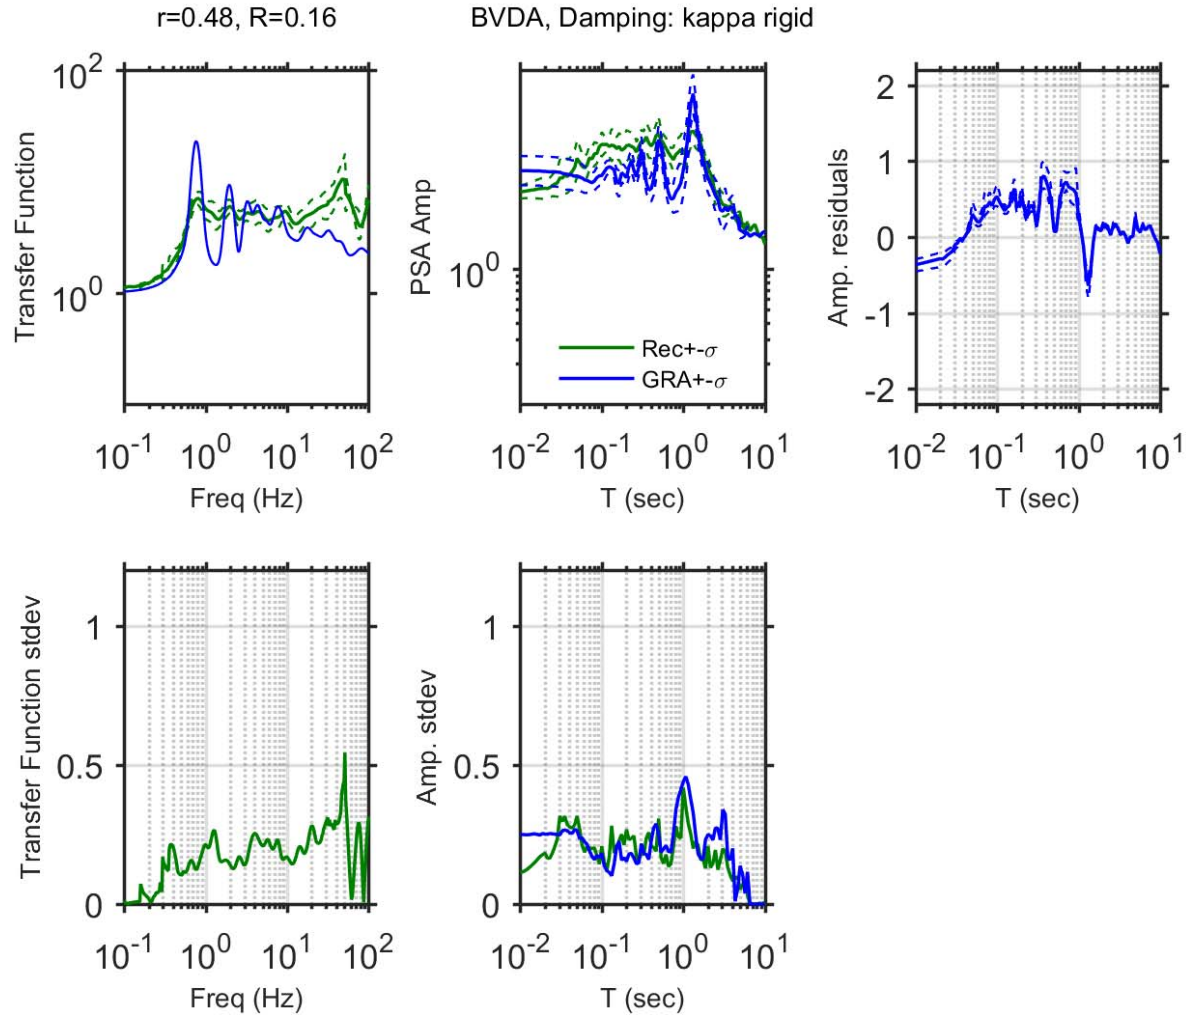 r=0.48, R=0.16
BVDA, Damping: kappa rigid
Transfer Function
10^2
10^0
10^-1 10^0 10^1 10^2
Freq (Hz)
PSA Amp
10^0
Rec+-σ
GRA+-σ
10^-2 10^-1 10^0 10^1
T (sec)
Amp. residuals
2
1
0
-1
-2
10^-2 10^-1 10^0 10^1
T (sec)
Transfer Function stdev
1
0.5
0
10^-1 10^0 10^1 10^2
Freq (Hz)
Amp. stdev
1
0.5
0
10^-2 10^-1 10^0 10^1
T (sec)